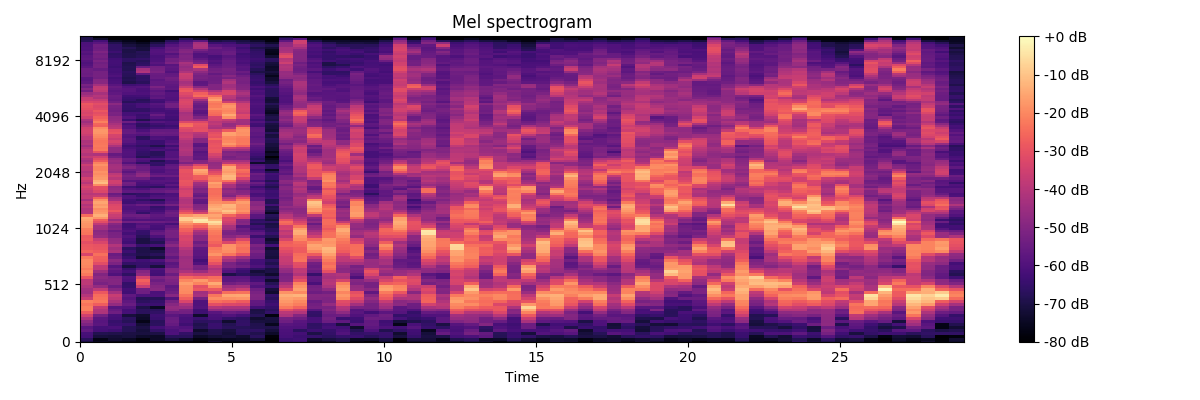 Mel spectrogram
8192
4096
2048
1024
512
0
Hz
0 5 10 15 20 25
Time
+0 dB
-10 dB
-20 dB
-30 dB
-40 dB
-50 dB
-60 dB
-70 dB
-80 dB